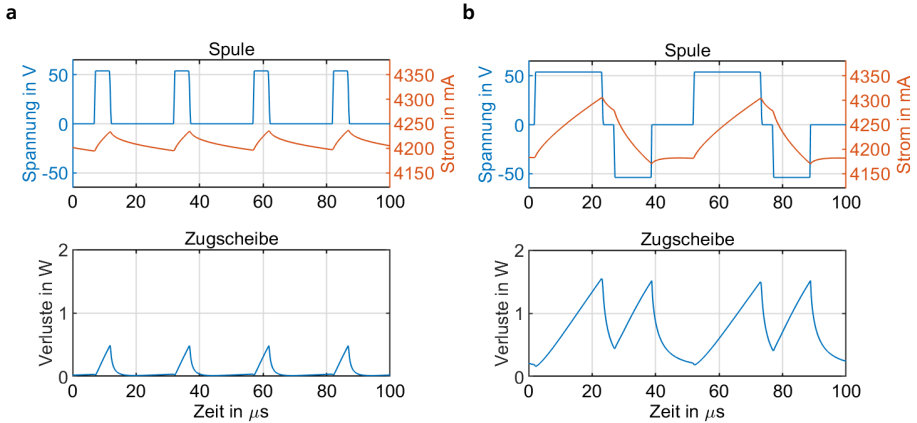 a
Spule
Spannung in V
50
0
-50
4350
4300
4250
4200
4150
Strom in mA
0 20 40 60 80 100
Zugscheibe
Verluste in W
2
1
0
0 20 40 60 80 100
Zeit in μs
b
Spule
Spannung in V
50
0
-50
4350
4300
4250
4200
4150
Strom in mA
0 20 40 60 80 100
Zugscheibe
Verluste in W
2
1
0
0 20 40 60 80 100
Zeit in μs